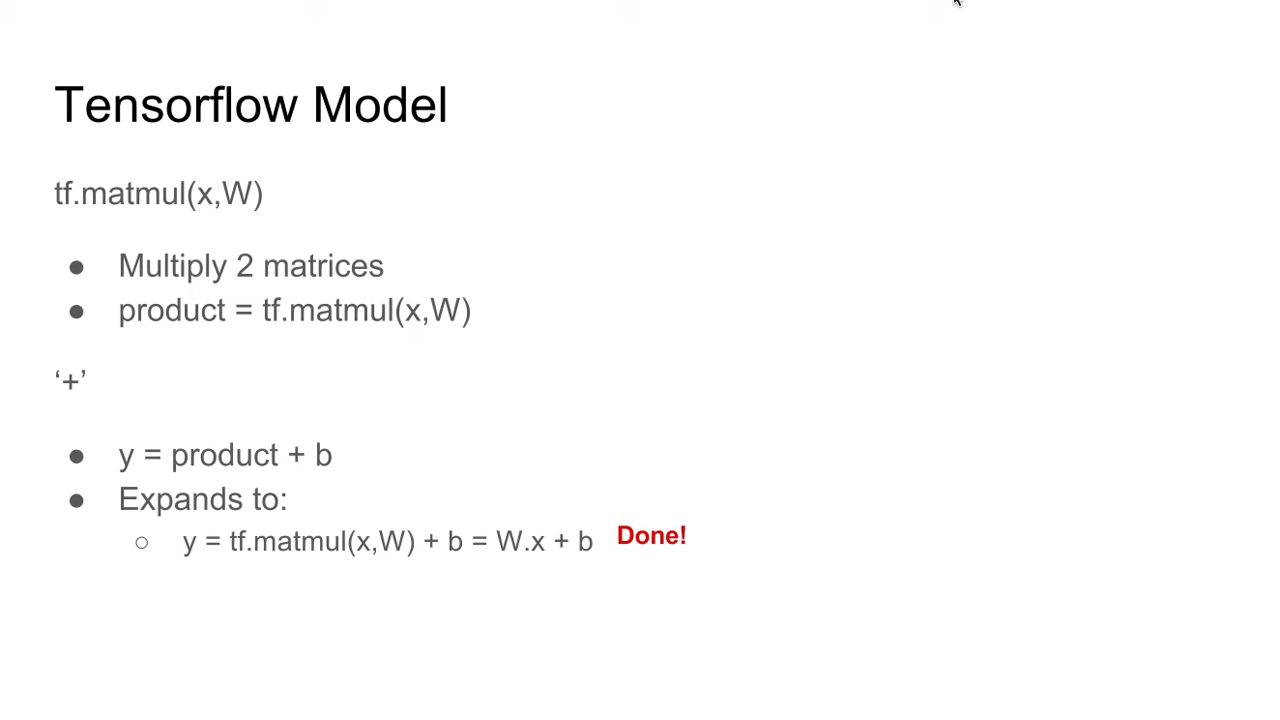 Tensorflow Model
tf.matmul(x,W)
● Multiply 2 matrices
● product = tf.matmul(x,W)
‘+’
● y = product + b
● Expands to:
○ y = tf.matmul(x,W) + b = W.x + b Done!